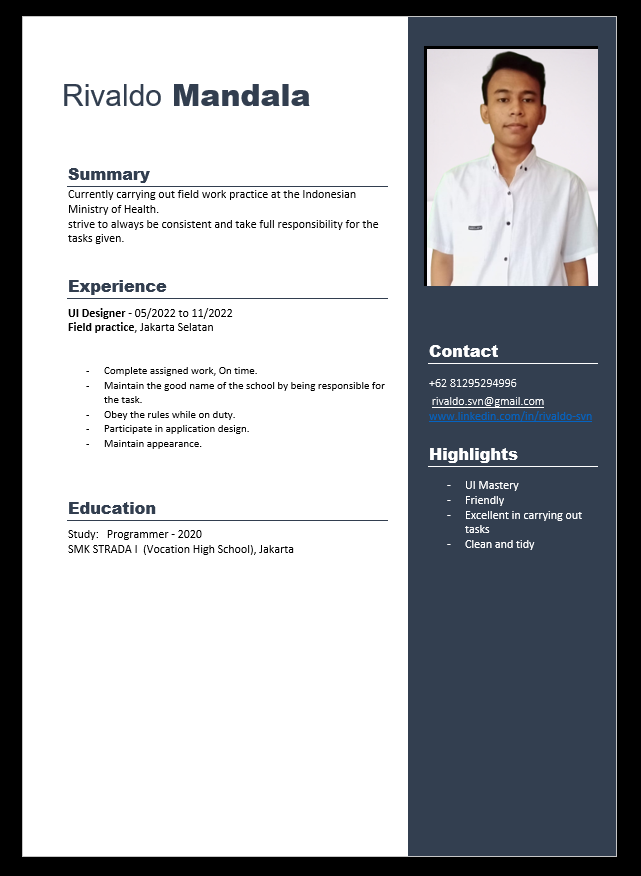 Rivaldo Mandala
Summary
Currently carrying out field work practice at the Indonesian
Ministry of Health.
strive to always be consistent and take full responsibility for the
tasks given.
Experience
UI Designer - 05/2022 to 11/2022
Field practice, Jakarta Selatan
- Complete assigned work, On time.
- Maintain the good name of the school by being responsible for
the task.
- Obey the rules while on duty.
- Participate in application design.
- Maintain appearance.
Education
Study: Programmer - 2020
SMK STRADA I (Vocation High School), Jakarta
Contact
+62 81295294996
rivaldo.svn@gmail.com
www.linkedin.com/in/rivaldo-svn
Highlights
- UI Mastery
- Friendly
- Excellent in carrying out
tasks
- Clean and tidy